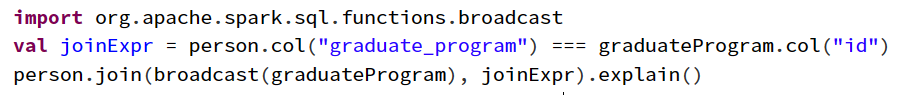 import org.apache.spark.sql.functions.broadcast
val joinExpr = person.col("graduate_program") === graduateProgram.col("id")
person.join(broadcast(graduateProgram), joinExpr).explain()